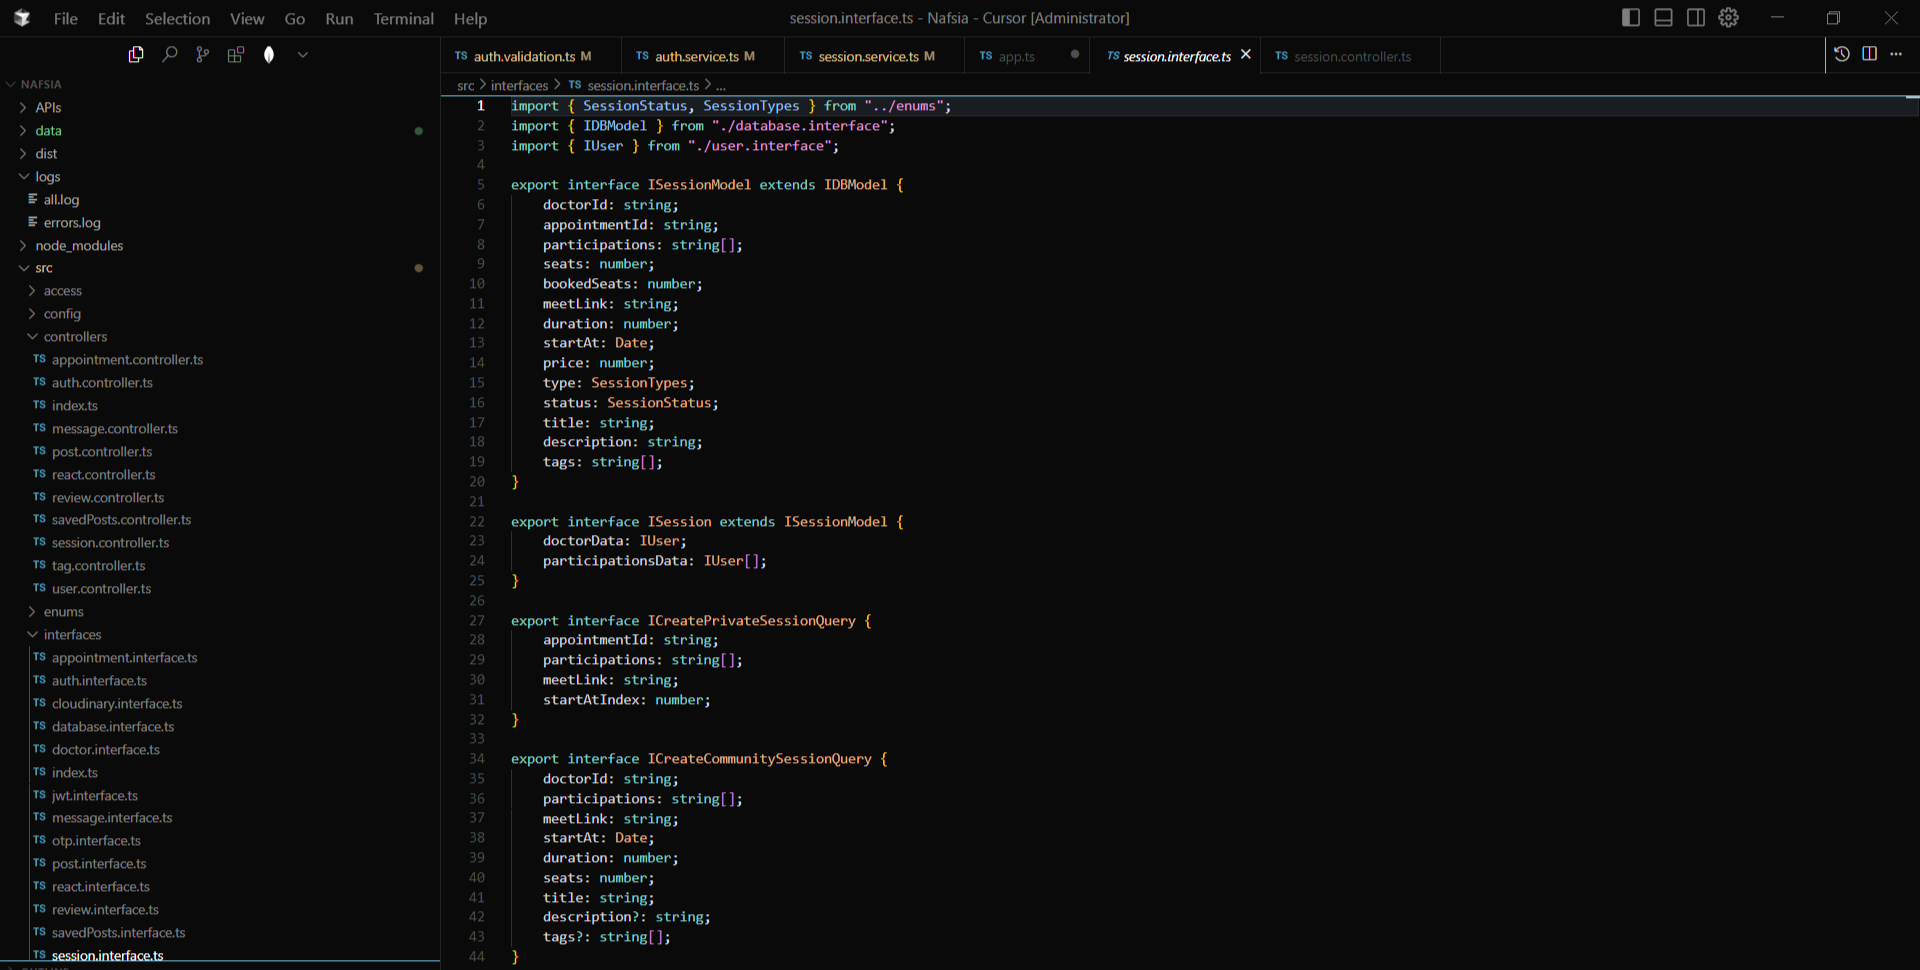 File Edit Selection View Go Run Terminal Help
session.interface.ts - Nafsia - Cursor [Administrator]
NAFSIA
APIs
data
dist
logs
all.log
errors.log
node_modules
src
access
config
controllers
TS appointment.controller.ts
TS auth.controller.ts
TS index.ts
TS message.controller.ts
TS post.controller.ts
TS react.controller.ts
TS review.controller.ts
TS savedPosts.controller.ts
TS session.controller.ts
TS tag.controller.ts
TS user.controller.ts
enums
interfaces
TS appointment.interface.ts
TS auth.interface.ts
TS cloudinary.interface.ts
TS database.interface.ts
TS doctor.interface.ts
TS index.ts
TS jwt.interface.ts
TS message.interface.ts
TS otp.interface.ts
TS post.interface.ts
TS react.interface.ts
TS review.interface.ts
TS savedPosts.interface.ts
TS session.interface.ts
TS auth.validation.ts M TS auth.service.ts M TS session.service.ts M TS app.ts TS session.interface.ts TS session.controller.ts
src > interfaces > TS session.interface.ts > ...
1 import { SessionStatus, SessionTypes } from "../enums";
2 import { IDBModel } from "./database.interface";
3 import { IUser } from "./user.interface";
4
5 export interface ISessionModel extends IDBModel {
6 doctorId: string;
7 appointmentId: string;
8 participations: string[];
9 seats: number;
10 bookedSeats: number;
11 meetLink: string;
12 duration: number;
13 startAt: Date;
14 price: number;
15 type: SessionTypes;
16 status: SessionStatus;
17 title: string;
18 description: string;
19 tags: string[];
20 }
21
22 export interface ISession extends ISessionModel {
23 doctorData: IUser;
24 participationsData: IUser[];
25 }
26
27 export interface ICreatePrivateSessionQuery {
28 appointmentId: string;
29 participations: string[];
30 meetLink: string;
31 startAtIndex: number;
32 }
33
34 export interface ICreateCommunitySessionQuery {
35 doctorId: string;
36 participations: string[];
37 meetLink: string;
38 startAt: Date;
39 duration: number;
40 seats: number;
41 title: string;
42 description?: string;
43 tags?: string[];
44 }